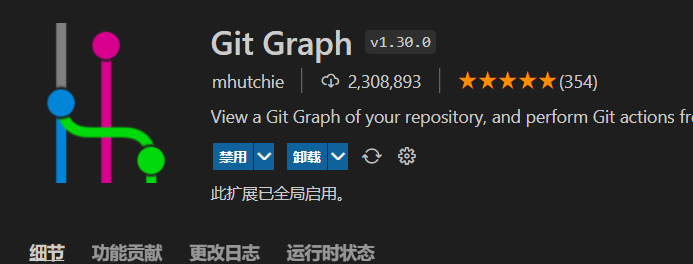 Git Graph v1.30.0
mhutchie 2,308,893 (354)
View a Git Graph of your repository, and perform Git actions fr
禁用 卸载
此扩展已全局启用。
细节 功能贡献 更改日志 运行时状态